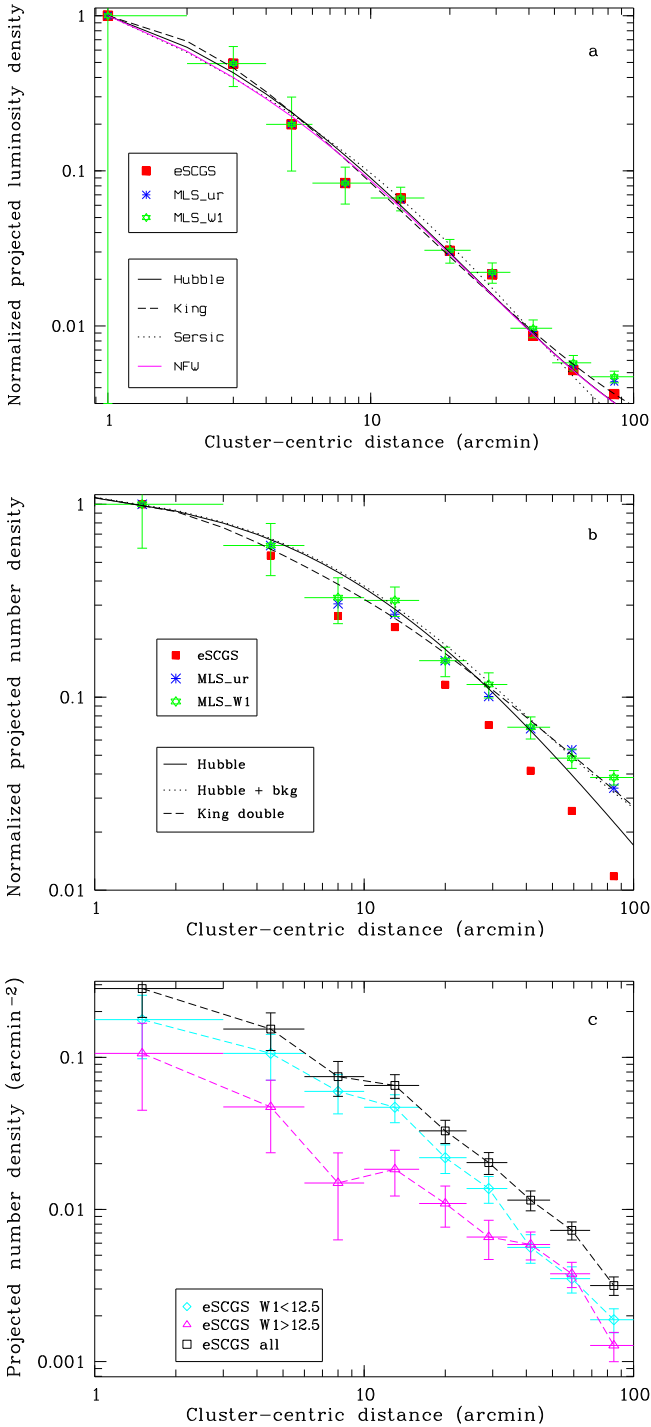 Normalized projected luminosity density
1
0.1
0.01
a
eSCGS
MLS_ur
MLS_W1
Hubble
King
Sersic
NFW
1 10 100
Cluster-centric distance (arcmin)
Normalized projected number density
1
0.1
0.01
b
eSCGS
MLS_ur
MLS_W1
Hubble
Hubble + bkg
King double
1 10 100
Cluster-centric distance (arcmin)
Projected number density (arcmin-2)
0.1
0.01
0.001
c
eSCGS W1<12.5
eSCGS W1>12.5
eSCGS all
1 10 100
Cluster-centric distance (arcmin)